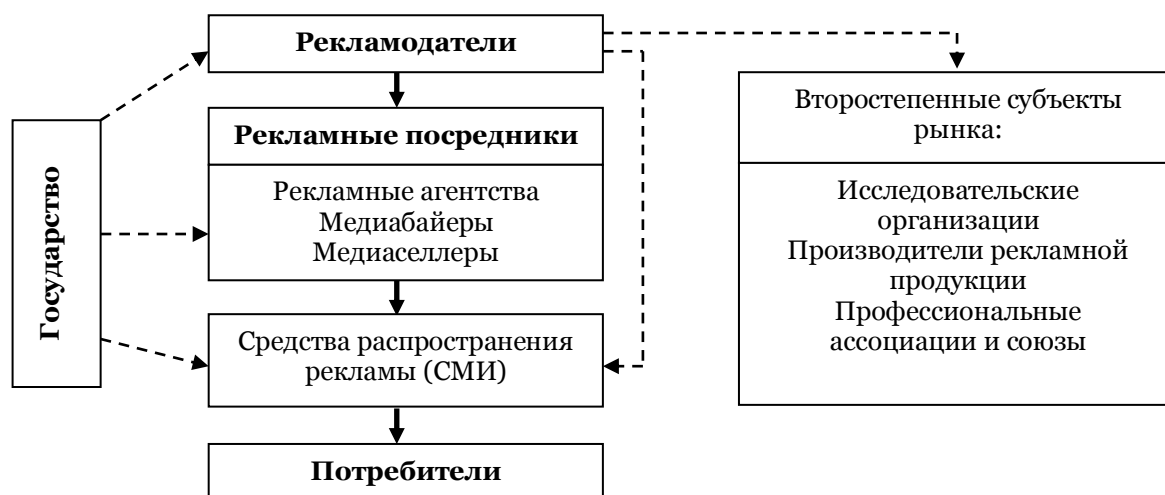 Рекламодатели
Рекламные посредники
Рекламные агентства
Медиабайеры
Медиаселлеры
Средства распространения
рекламы (СМИ)
Потребители
Государство
Второстепенные субъекты
рынка:
Исследовательские
организации
Производители рекламной
продукции
Профессиональные
ассоциации и союзы